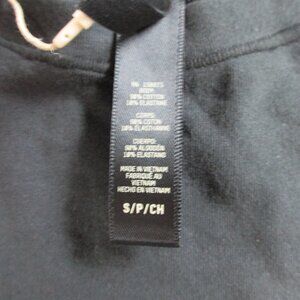 BODY
90% COTTON
10% ELASTANE
CORPS:
90% COTON
10% ELASTHANNE
CUERPO:
90% ALGODÓN
10% ELASTANO
MADE IN VIETNAM
FABRIQUÉ AU
VIETNAM
HECHO EN VIETNAM
S/P/CH